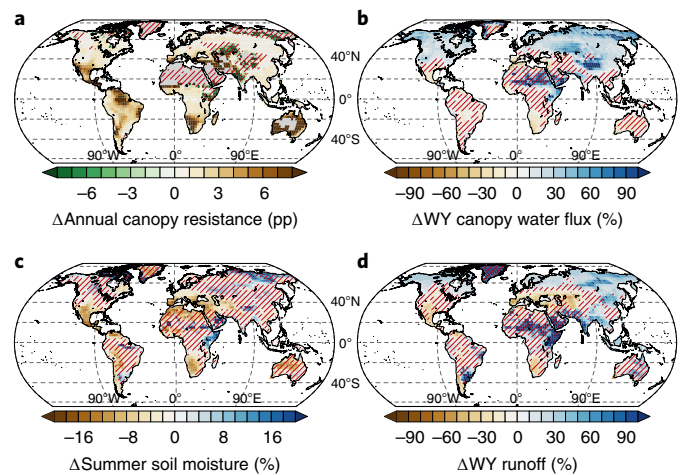 a
b
40°N
0°
40°S
90°W 0° 90°E
90°W 0° 90°E
−6 −3 0 3 6
−90 −60 −30 0 30 60 90
ΔAnnual canopy resistance (pp)
ΔWY canopy water flux (%)
c
d
40°N
0°
40°S
90°W 0° 90°E
90°W 0° 90°E
−16 −8 0 8 16
−90 −60 −30 0 30 60 90
ΔSummer soil moisture (%)
ΔWY runoff (%)